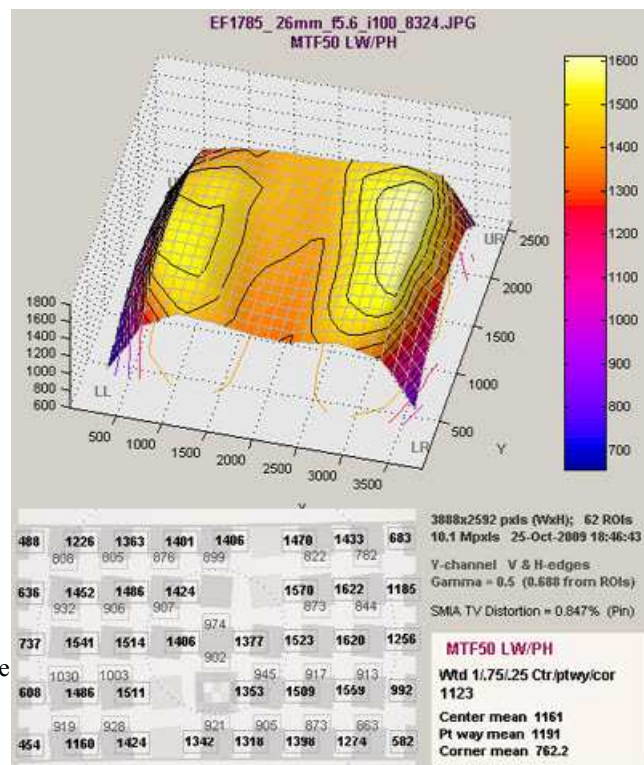 EF1785_ 26mm_f5.6_i100_8324.JPG
MTF50 LW/PH
1600
1500
1400
1300
1200
1100
1000
900
800
700
1800
1600
1400
1200
1000
800
600
LL
UR
LR
2500
2000
1500
1000
500
Y
500
1000
1500
2000
2500
3000
3500
488 1226 1363 1401 1406 1470 1433 683
808 805 876 899 822 782
636 1452 1486 1424 1570 1622 1185
932 906 907 873 844
974
737 1541 1514 1406 1377 1523 1620 1256
902
1030 1003 945 917 913
608 1486 1511 1353 1509 1559 992
919 928 921 905 873 663
454 1160 1424 1342 1318 1398 1274 582
e
3888x2592 pxls (WxH); 62 ROIs
10.1 Mpxls 25-Oct-2009 18:46:43
Y-channel V & H-edges
Gamma = 0.5 (0.688 from ROIs)
SMIA TV Distortion = 0.847% (Pin)
MTF50 LW/PH
Wtd 1/.75/.25 Ctr/ptwy/cor
1123
Center mean 1161
Pt way mean 1191
Corner mean 762.2